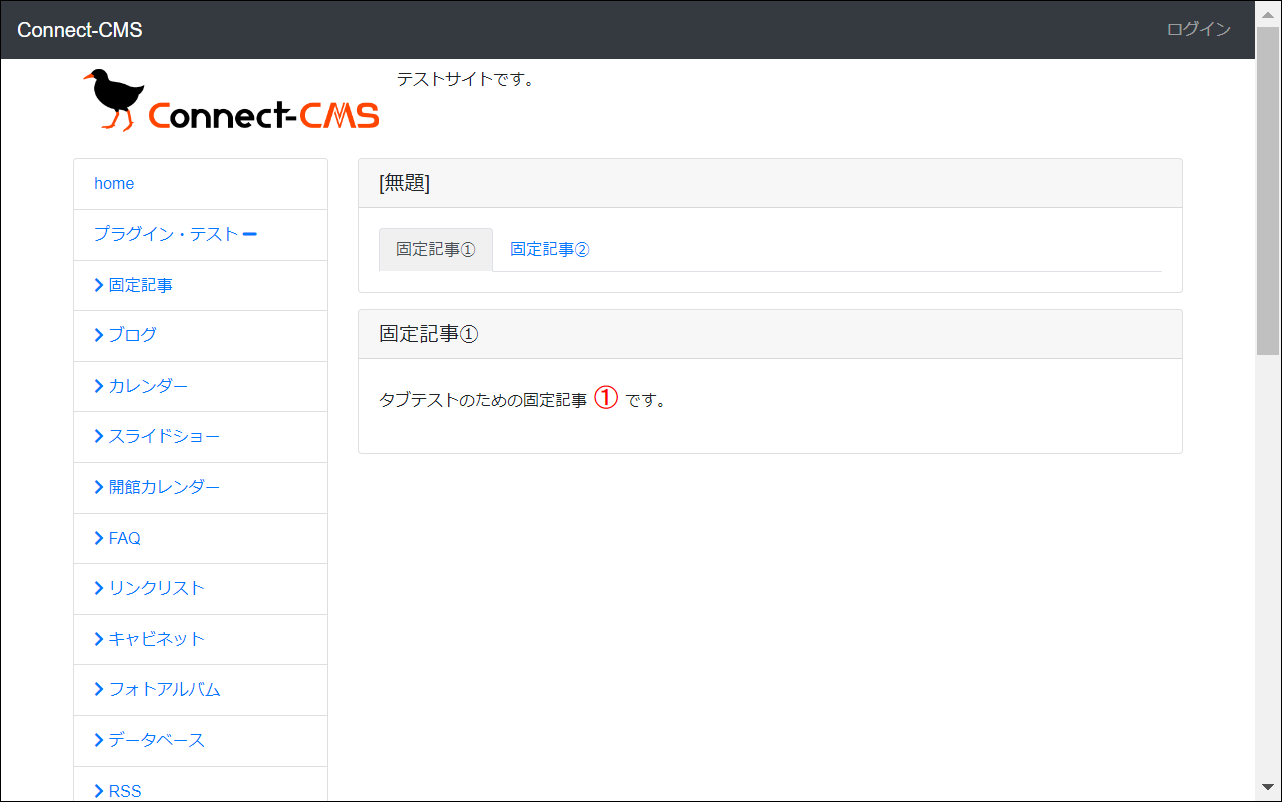 Connect-CMS
ログイン
Connect-CMS
テストサイトです。
home
プラグイン・テスト
固定記事
ブログ
カレンダー
スライドショー
開館カレンダー
FAQ
リンクリスト
キャビネット
フォトアルバム
データベース
RSS
[無題]
固定記事① 固定記事②
固定記事①
タブテストのための固定記事 ① です。